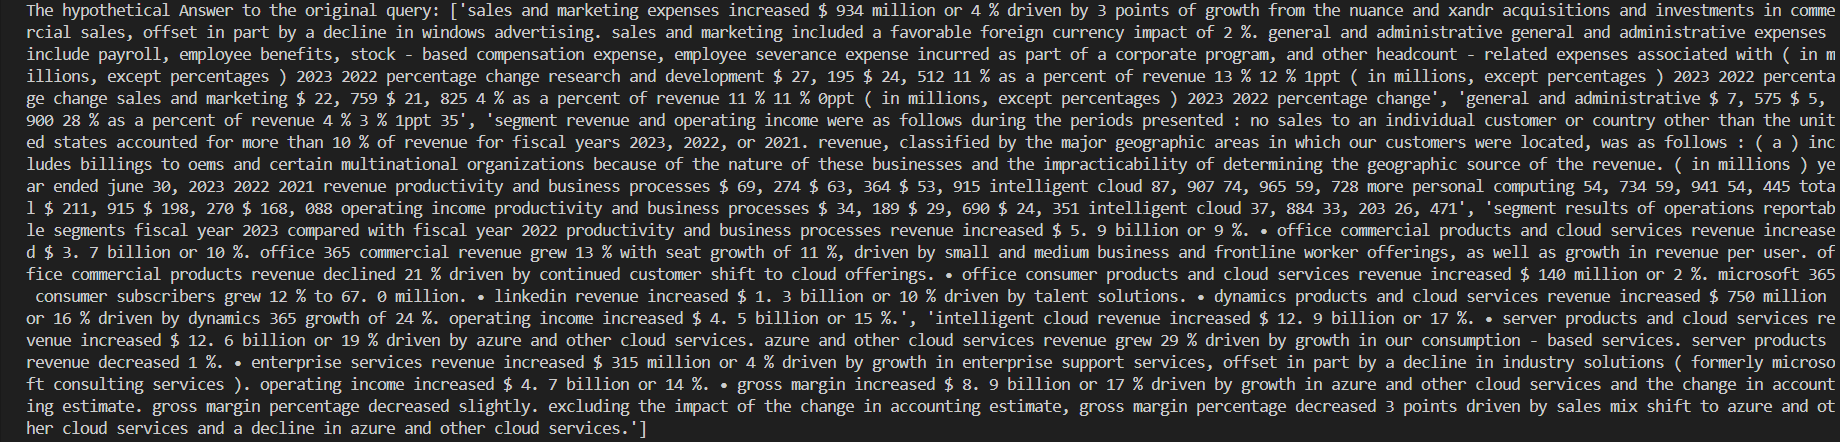 The hypothetical Answer to the original query: ['sales and marketing expenses increased $ 934 million or 4 % driven by 3 points of growth from the nuance and xandr acquisitions and investments in comme
rcial sales, offset in part by a decline in windows advertising. sales and marketing included a favorable foreign currency impact of 2 %. general and administrative general and administrative expenses
include payroll, employee benefits, stock - based compensation expense, employee severance expense incurred as part of a corporate program, and other headcount - related expenses associated with ( in m
illions, except percentages ) 2023 2022 percentage change research and development $ 27, 195 $ 24, 512 11 % as a percent of revenue 13 % 12 % 1ppt ( in millions, except percentages ) 2023 2022 percenta
ge change sales and marketing $ 22, 759 $ 21, 825 4 % as a percent of revenue 11 % 11 % 0ppt ( in millions, except percentages ) 2023 2022 percentage change', 'general and administrative $ 7, 575 $ 5,
900 28 % as a percent of revenue 4 % 3 % 1ppt 35', 'segment revenue and operating income were as follows during the periods presented : no sales to an individual customer or country other than the unit
ed states accounted for more than 10 % of revenue for fiscal years 2023, 2022, or 2021. revenue, classified by the major geographic areas in which our customers were located, was as follows : ( a ) inc
ludes billings to oems and certain multinational organizations because of the nature of these businesses and the impracticability of determining the geographic source of the revenue. ( in millions ) ye
ar ended june 30, 2023 2022 2021 revenue productivity and business processes $ 69, 274 $ 63, 364 $ 53, 915 intelligent cloud 87, 907 74, 965 59, 728 more personal computing 54, 734 59, 941 54, 445 tota
l $ 211, 915 $ 198, 270 $ 168, 088 operating income productivity and business processes $ 34, 189 $ 29, 690 $ 24, 351 intelligent cloud 37, 884 33, 203 26, 471', 'segment results of operations reportab
le segments fiscal year 2023 compared with fiscal year 2022 productivity and business processes revenue increased $ 5. 9 billion or 9 %. • office commercial products and cloud services revenue increase
d $ 3. 7 billion or 10 %. office 365 commercial revenue grew 13 % with seat growth of 11 %, driven by small and medium business and frontline worker offerings, as well as growth in revenue per user. of
fice commercial products revenue declined 21 % driven by continued customer shift to cloud offerings. • office consumer products and cloud services revenue increased $ 140 million or 2 %. microsoft 365
consumer subscribers grew 12 % to 67. 0 million. • linkedin revenue increased $ 1. 3 billion or 10 % driven by talent solutions. • dynamics products and cloud services revenue increased $ 750 million
or 16 % driven by dynamics 365 growth of 24 %. operating income increased $ 4. 5 billion or 15 %.', 'intelligent cloud revenue increased $ 12. 9 billion or 17 %. • server products and cloud services re
venue increased $ 12. 6 billion or 19 % driven by azure and other cloud services. azure and other cloud services revenue grew 29 % driven by growth in our consumption - based services. server products
revenue decreased 1 %. • enterprise services revenue increased $ 315 million or 4 % driven by growth in enterprise support services, offset in part by a decline in industry solutions ( formerly microso
ft consulting services ). operating income increased $ 4. 7 billion or 14 %. • gross margin increased $ 8. 9 billion or 17 % driven by growth in azure and other cloud services and the change in account
ing estimate. gross margin percentage decreased slightly. excluding the impact of the change in accounting estimate, gross margin percentage decreased 3 points driven by sales mix shift to azure and ot
her cloud services and a decline in azure and other cloud services.']